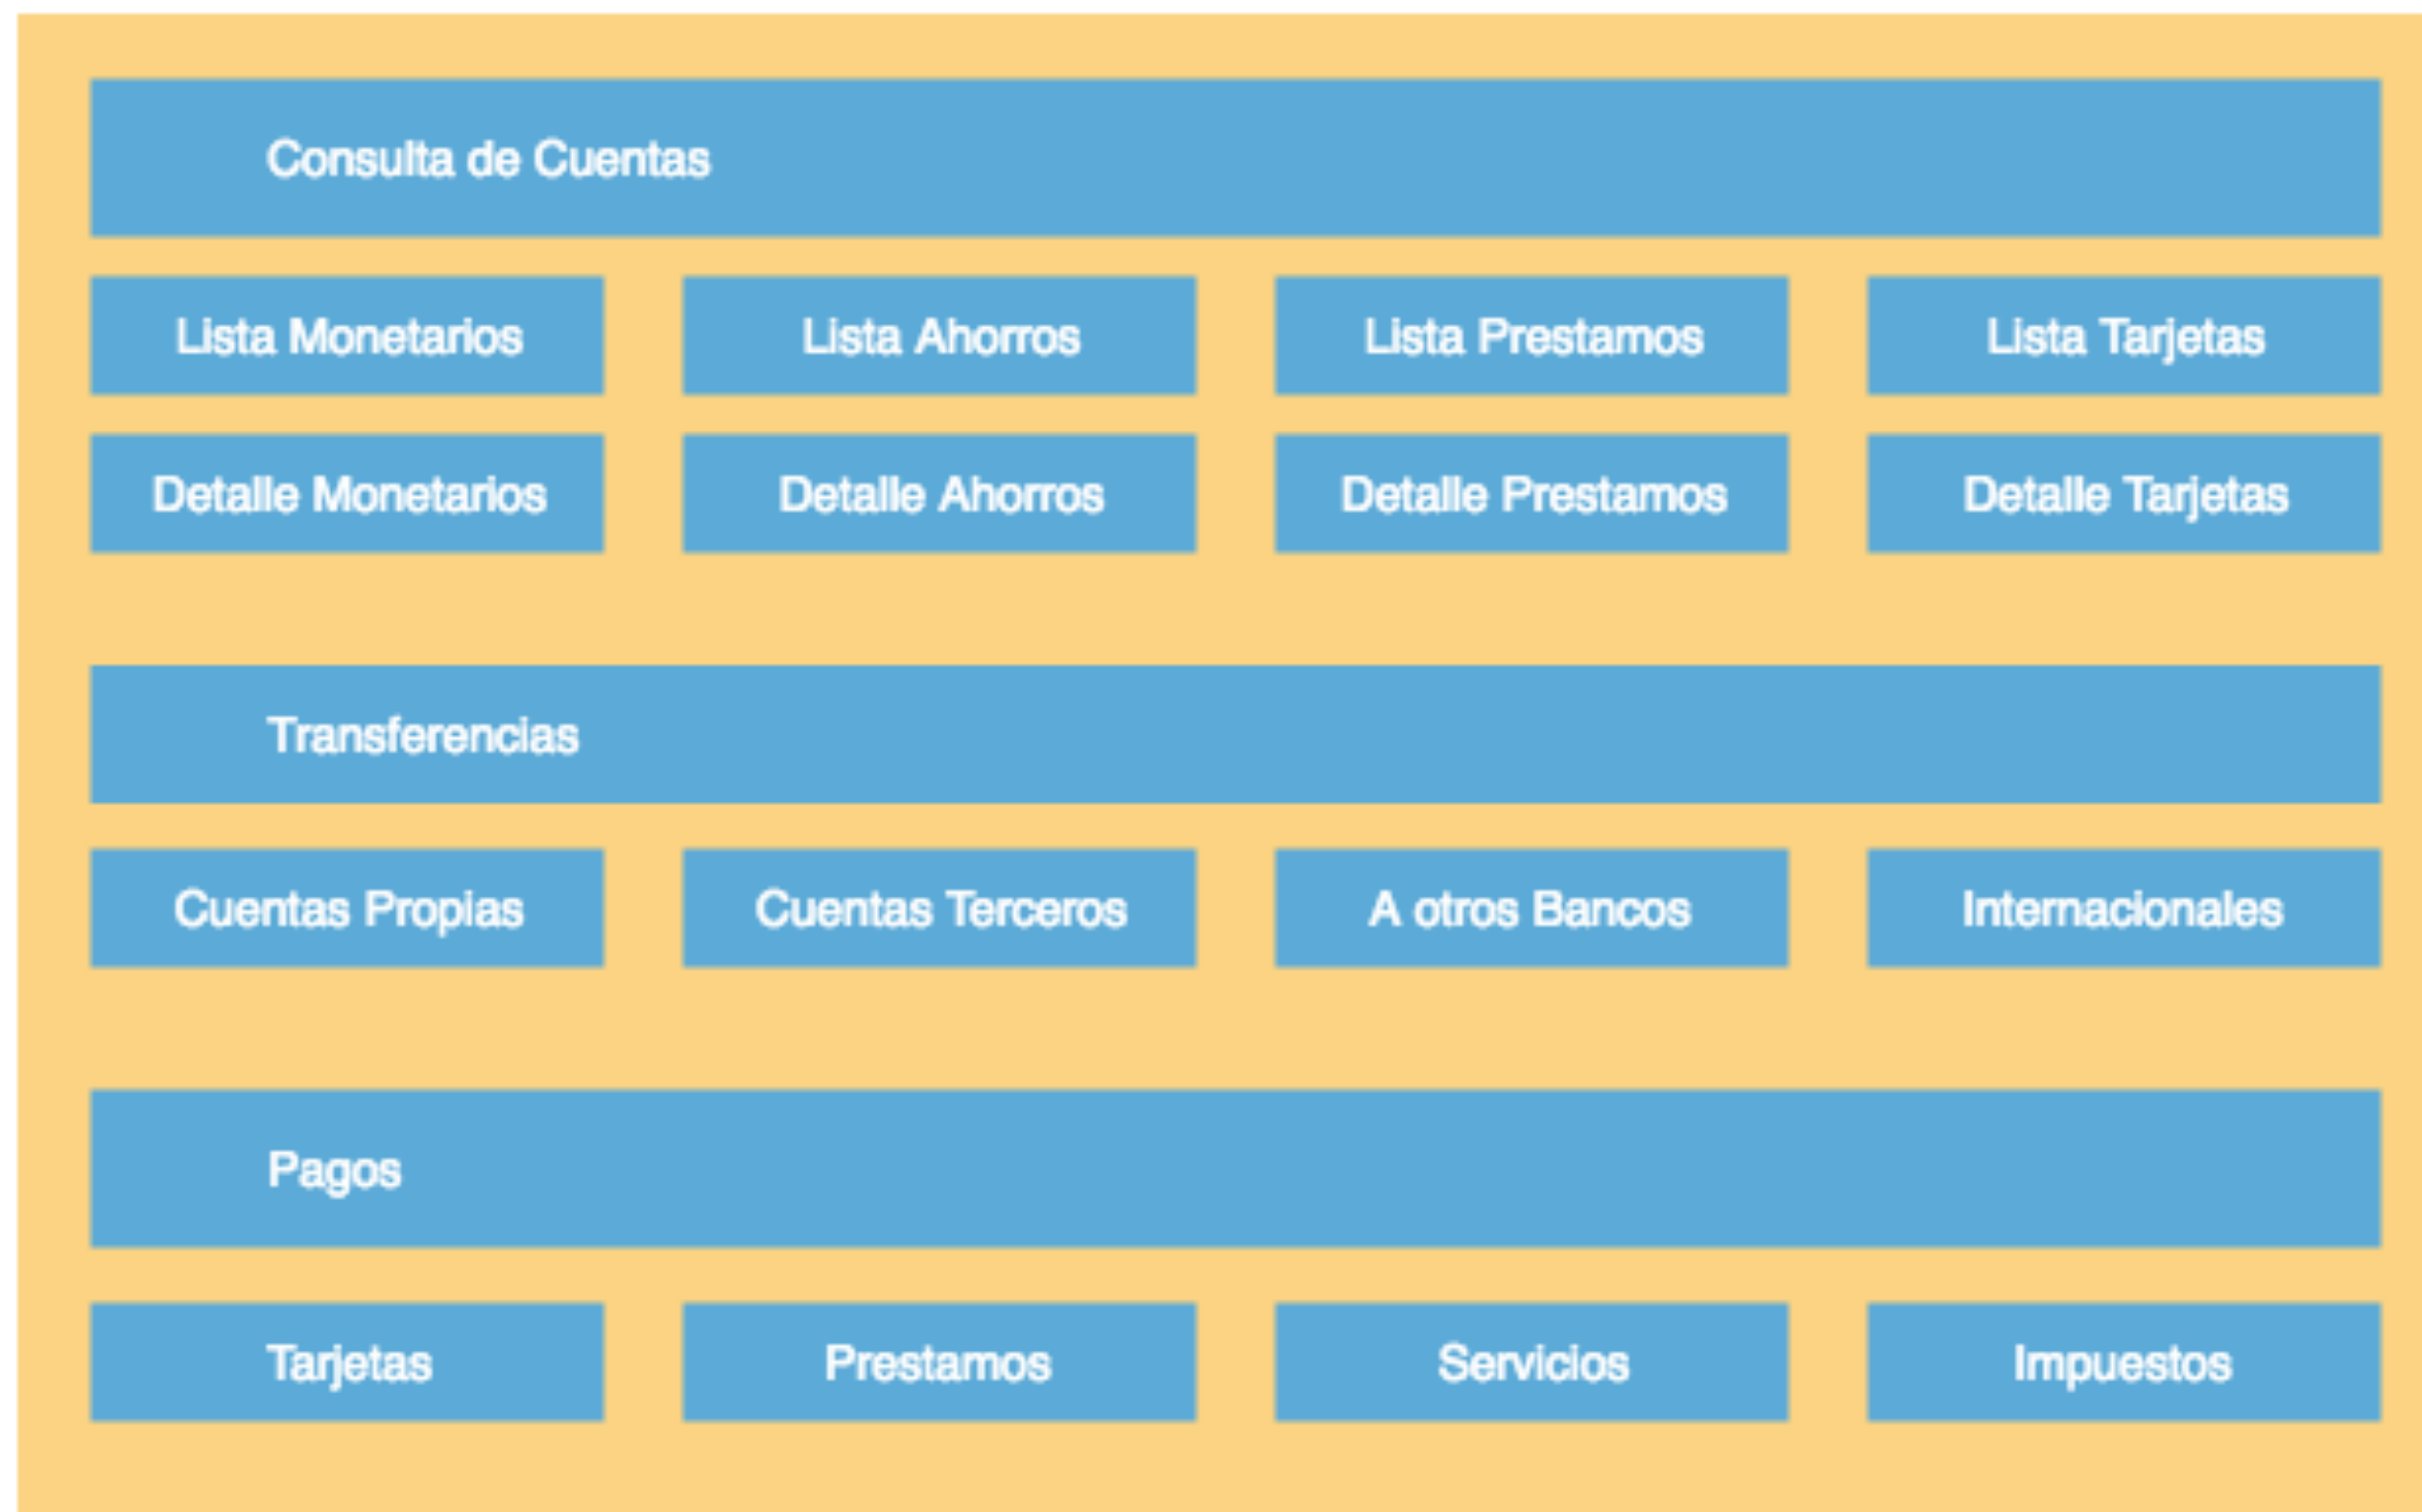 Consulta de Cuentas
Lista Monetarios
Lista Ahorros
Lista Prestamos
Lista Tarjetas
Detalle Monetarios
Detalle Ahorros
Detalle Prestamos
Detalle Tarjetas
Transferencias
Cuentas Propias
Cuentas Terceros
A otros Bancos
Internacionales
Pagos
Tarjetas
Prestamos
Servicios
Impuestos